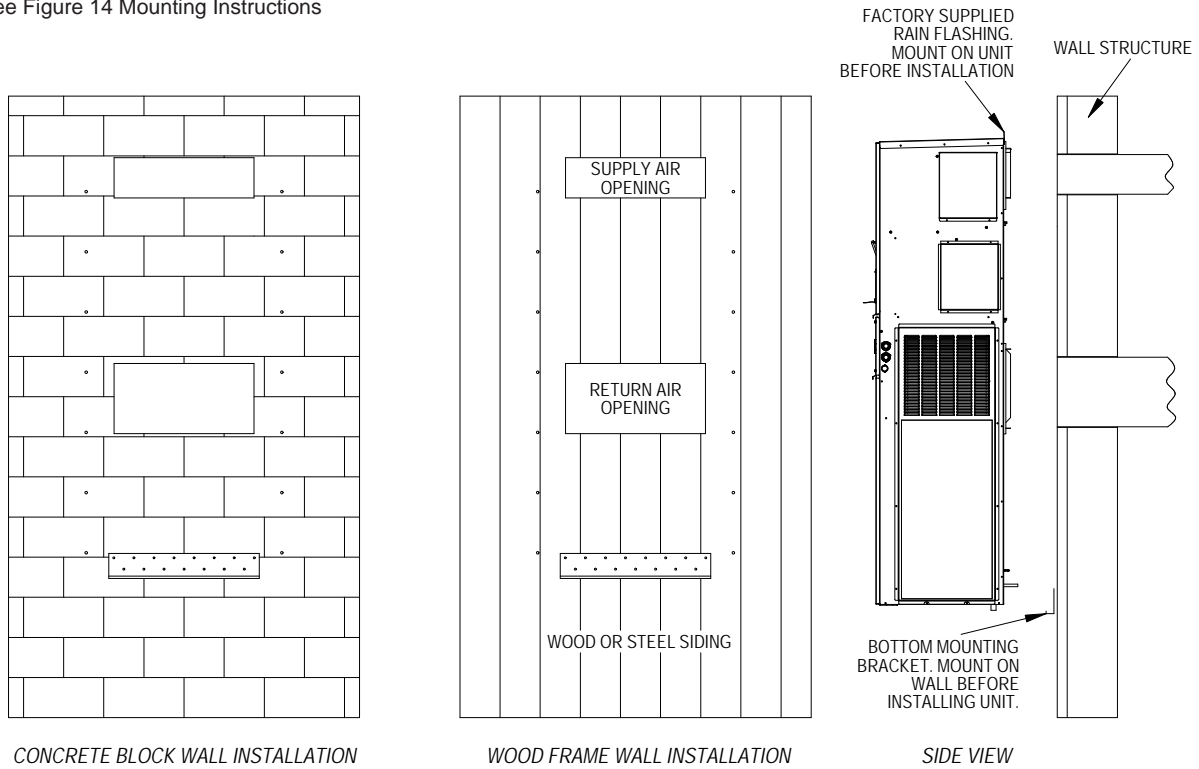 ee Figure 14 Mounting Instructions
FACTORY SUPPLIED
RAIN FLASHING.
MOUNT ON UNIT
BEFORE INSTALLATION
WALL STRUCTURE
SUPPLY AIR
OPENING
RETURN AIR
OPENING
WOOD OR STEEL SIDING
BOTTOM MOUNTING
BRACKET. MOUNT ON
WALL BEFORE
INSTALLING UNIT.
CONCRETE BLOCK WALL INSTALLATION
WOOD FRAME WALL INSTALLATION
SIDE VIEW